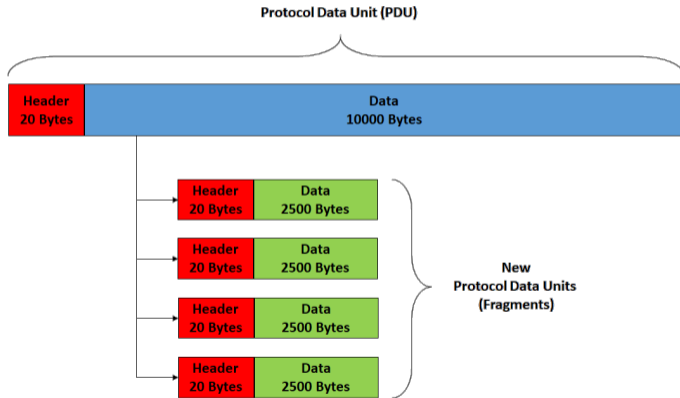 Protocol Data Unit (PDU)
Header
20 Bytes
Data
10000 Bytes
Header
20 Bytes
Data
2500 Bytes
Header
20 Bytes
Data
2500 Bytes
Header
20 Bytes
Data
2500 Bytes
Header
20 Bytes
Data
2500 Bytes
New
Protocol Data Units
(Fragments)